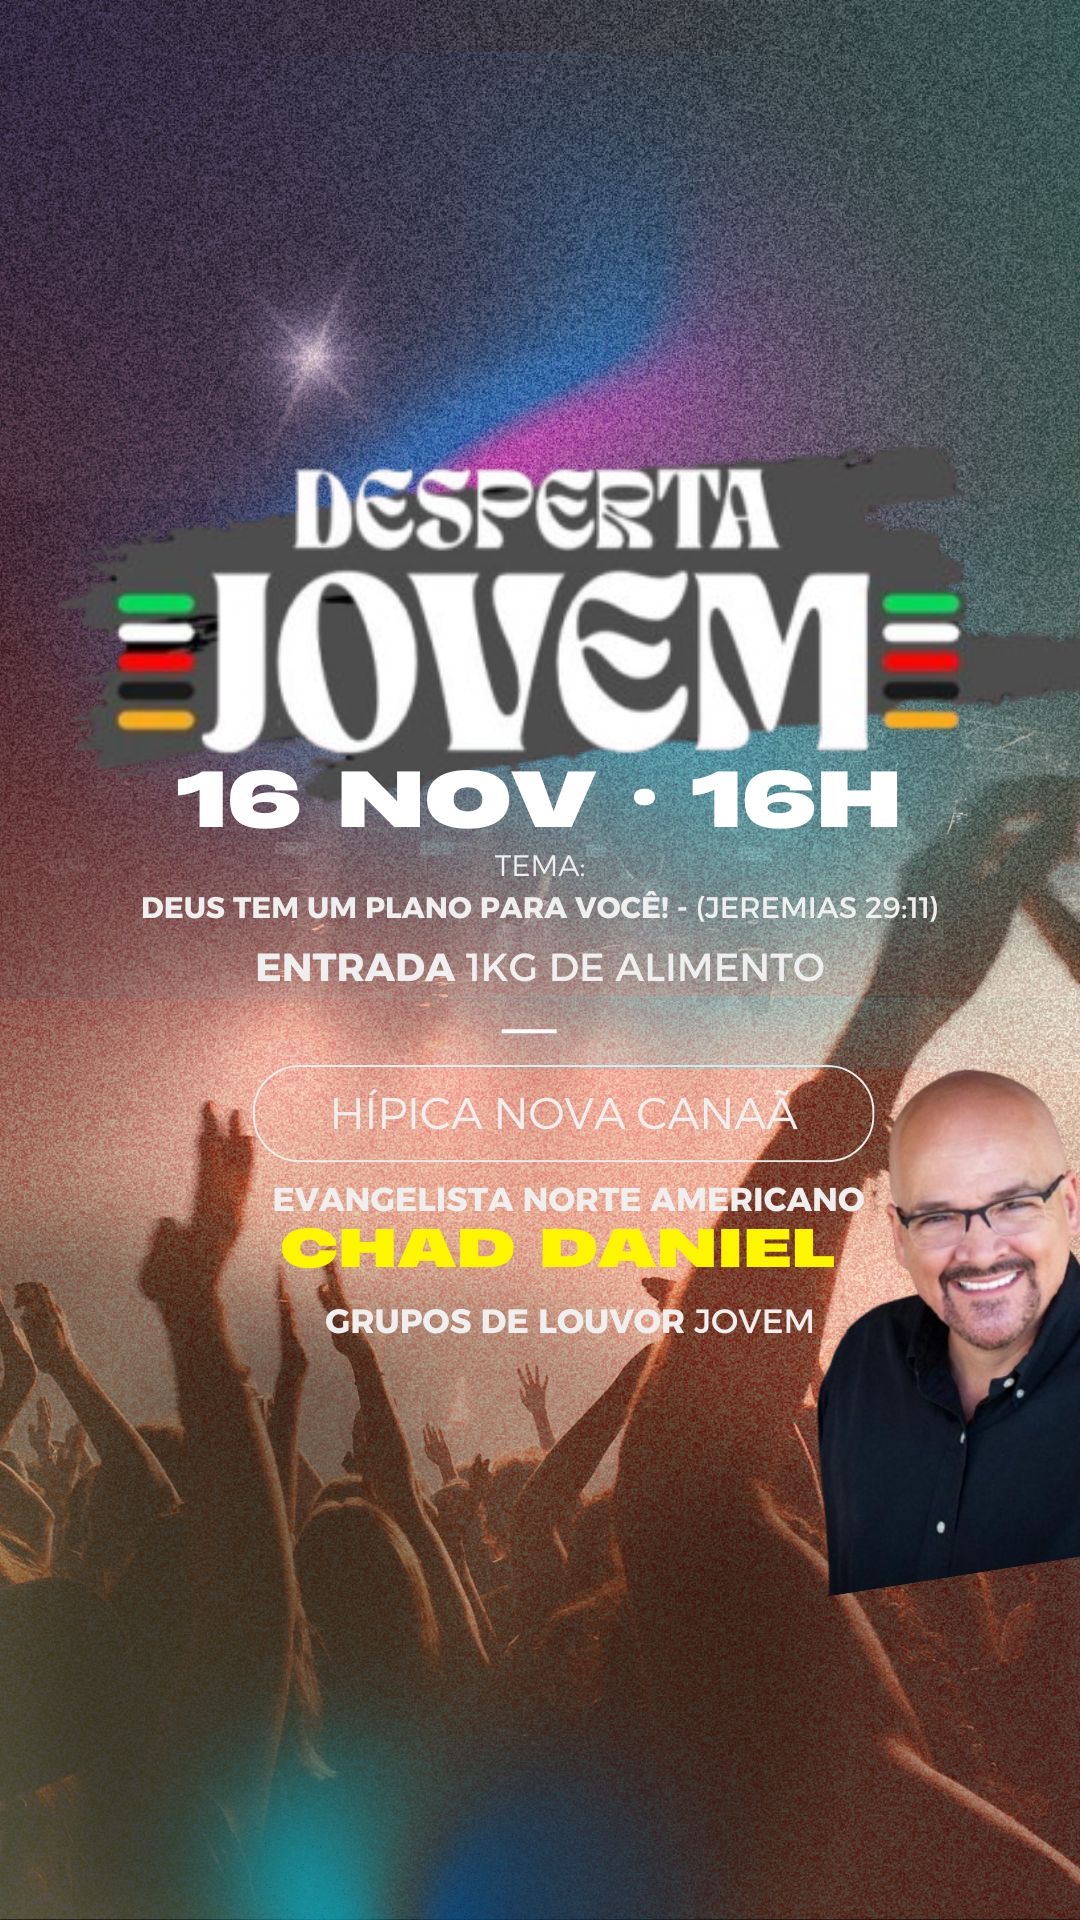 DESPERTA
JOVEM
16 NOV · 16H
TEMA:
DEUS TEM UM PLANO PARA VOCÊ! - (JEREMIAS 29:11)
ENTRADA 1KG DE ALIMENTO
HÍPICA NOVA CANAÃ
EVANGELISTA NORTE AMERICANO
CHAD DANIEL
GRUPOS DE LOUVOR JOVEM